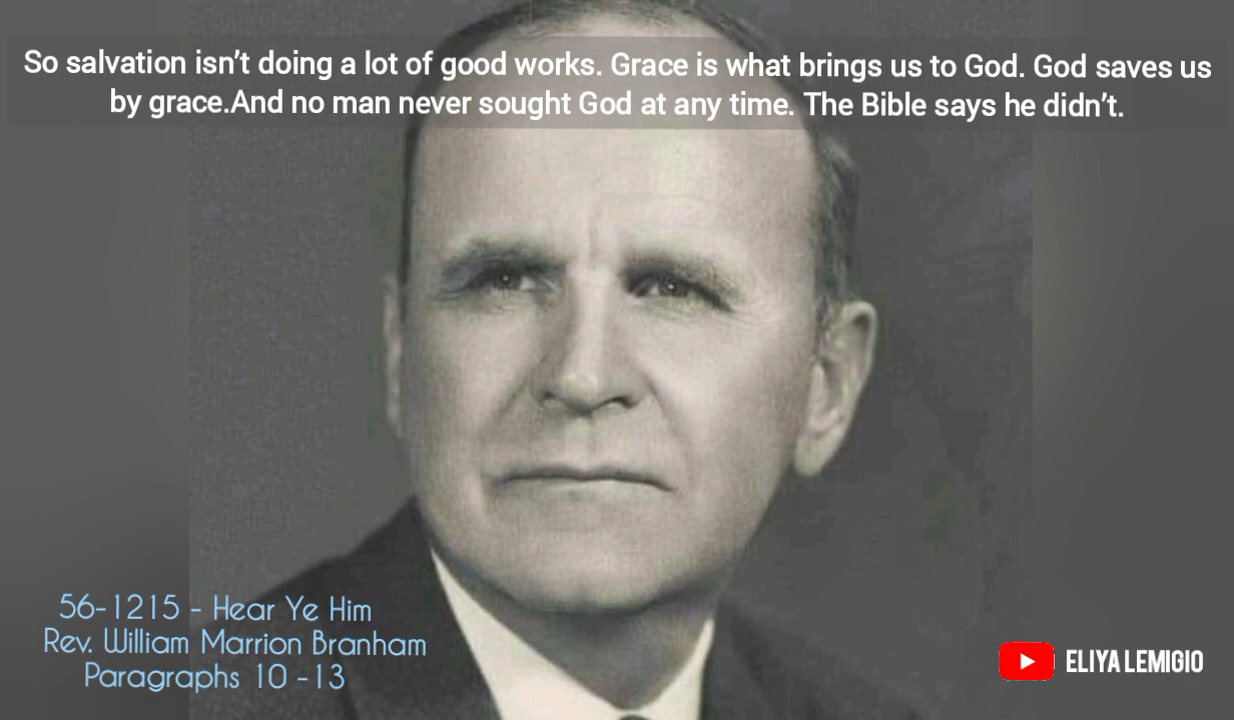 So salvation isn’t doing a lot of good works. Grace is what brings us to God. God saves us
by grace.And no man never sought God at any time. The Bible says he didn’t.
56-1215 - Hear Ye Him
Rev. William Marrion Branham
Paragraphs 10 -13
ELIYA LEMIGIO